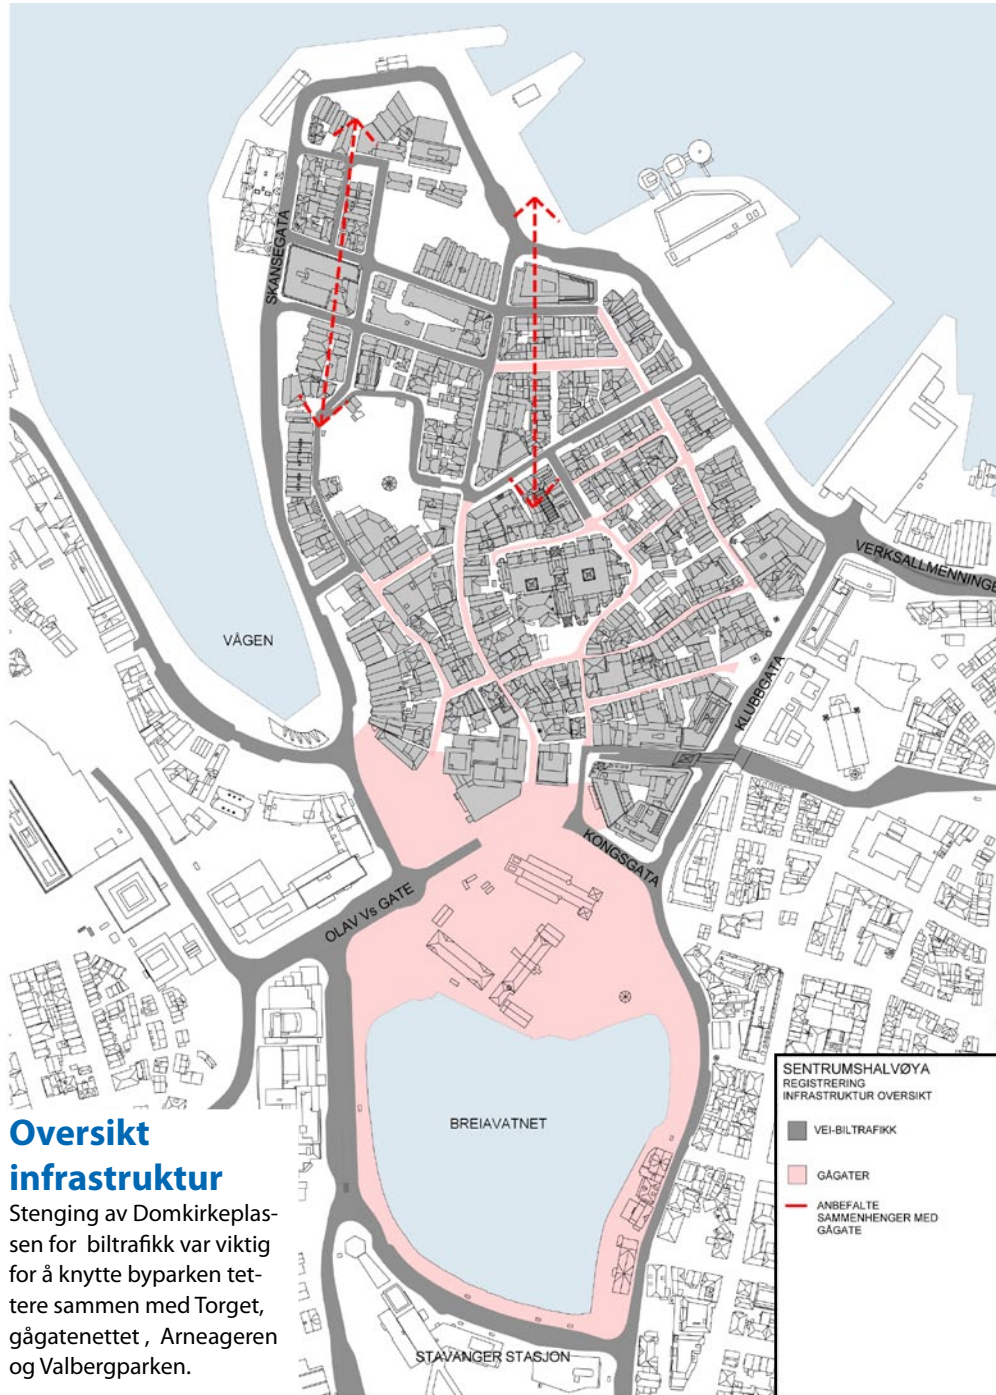 SKANSEGATA
VERKSALLMENNINGE
VÅGEN
KLUBBGATA
KONGSGATA
OLAV Vs GATE
BREIAVATNET
STAVANGER STASJON
Oversikt
infrastruktur
Stenging av Domkirkeplas-
sen for biltrafikk var viktig
for å knytte byparken tet-
tere sammen med Torget,
gågatenettet , Arneageren
og Valbergparken.
SENTRUMSHALVØYA
REGISTRERING
INFRASTRUKTUR OVERSIKT
VEI-BILTRAFIKK
GÅGATER
ANBEFALTE
SAMMENHENGER MED
GÅGATE